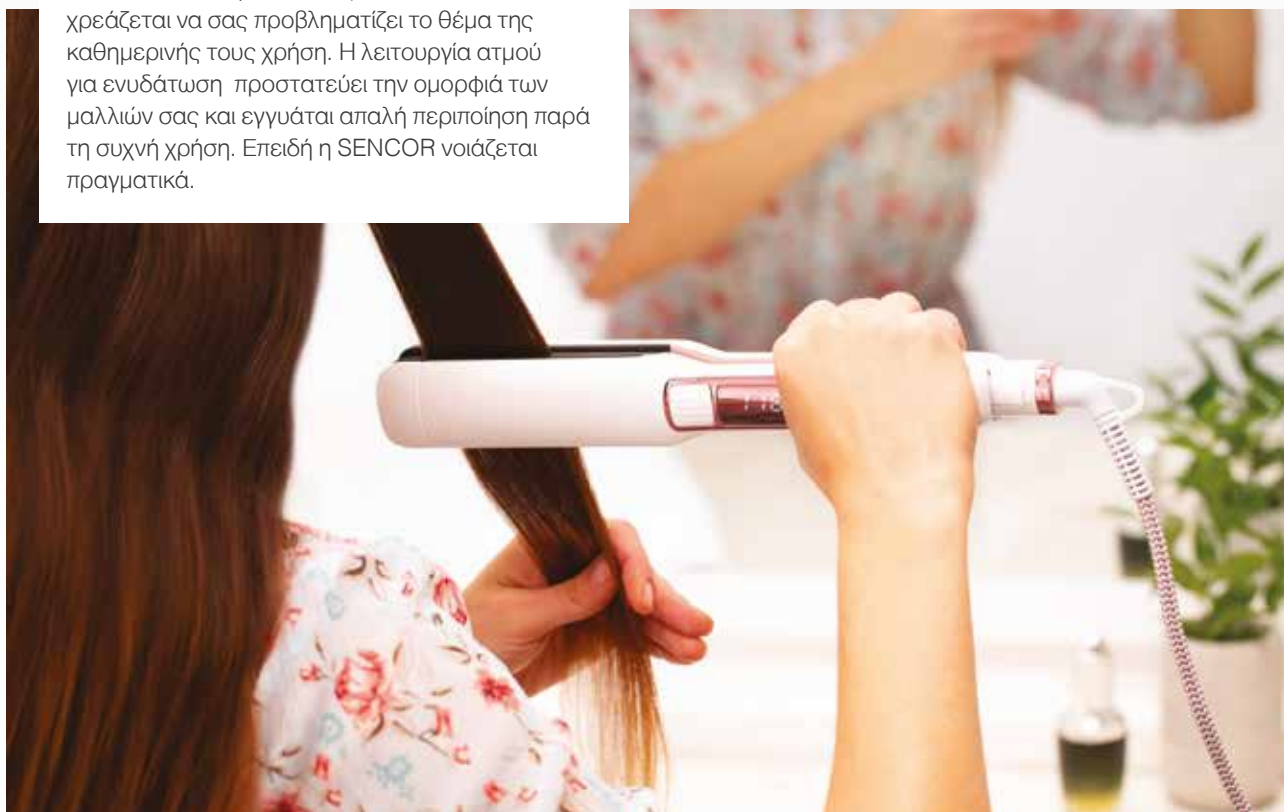 χρεάζεται να σας προβληματίζει το θέμα της
καθημερινής τους χρήση. Η λειτουργία ατμού
για ενυδάτωση προστατεύει την ομορφιά των
μαλλιών σας και εγγυάται απαλή περιποίηση παρά
τη συχνή χρήση. Επειδή η SENCOR νοιάζεται
πραγματικά.